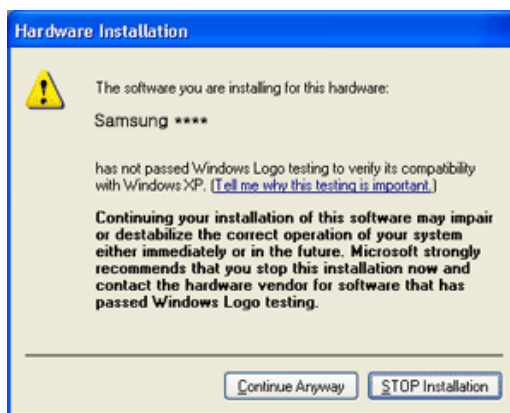 Hardware Installation
The software you are installing for this hardware:
Samsung ****
has not passed Windows Logo testing to verify its compatibility
with Windows XP. (Tell me why this testing is important.)
Continuing your installation of this software may impair
or destabilize the correct operation of your system
either immediately or in the future. Microsoft strongly
recommends that you stop this installation now and
contact the hardware vendor for software that has
passed Windows Logo testing.
Continue Anyway
STOP Installation